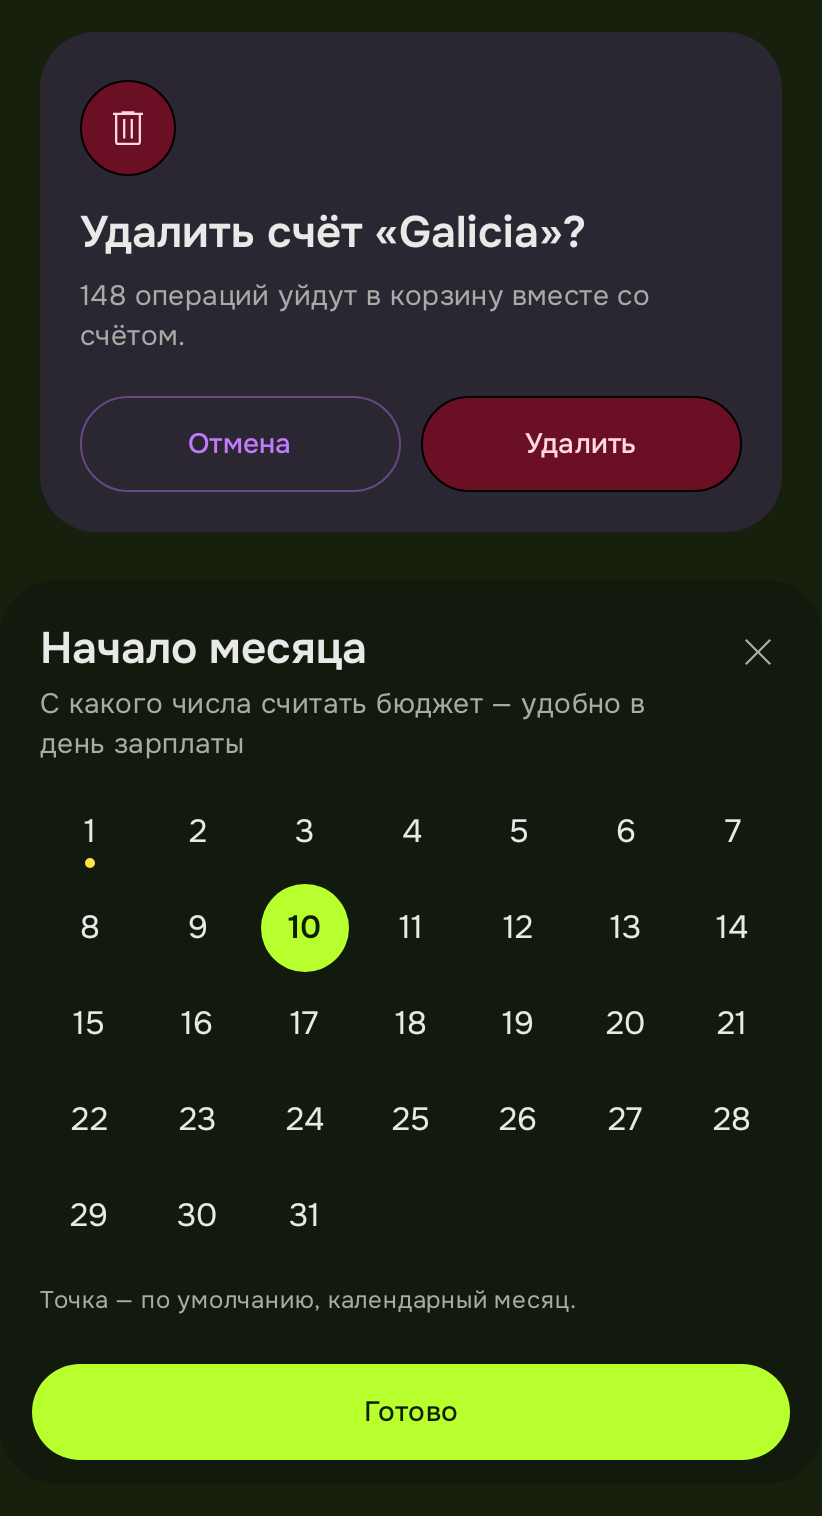 Удалить счёт «Galicia»?
148 операций уйдут в корзину вместе со
счётом.
Отмена Удалить
Начало месяца
С какого числа считать бюджет — удобно в
день зарплаты
1 2 3 4 5 6 7
8 9 10 11 12 13 14
15 16 17 18 19 20 21
22 23 24 25 26 27 28
29 30 31
Точка — по умолчанию, календарный месяц.
Готово